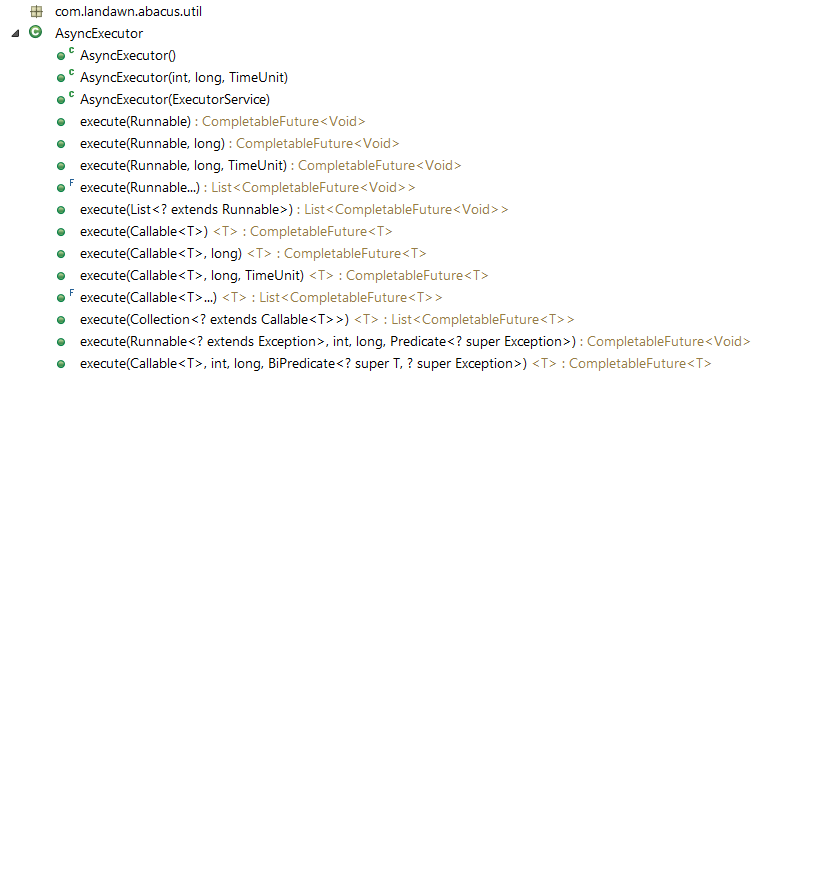 com.landawn.abacus.util
C AsyncExecutor
C AsyncExecutor()
C AsyncExecutor(int, long, TimeUnit)
C AsyncExecutor(ExecutorService)
execute(Runnable) : CompletableFuture<Void>
execute(Runnable, long) : CompletableFuture<Void>
execute(Runnable, long, TimeUnit) : CompletableFuture<Void>
F execute(Runnable...) : List<CompletableFuture<Void>>
execute(List<? extends Runnable>) : List<CompletableFuture<Void>>
execute(Callable<T>) <T> : CompletableFuture<T>
execute(Callable<T>, long) <T> : CompletableFuture<T>
execute(Callable<T>, long, TimeUnit) <T> : CompletableFuture<T>
F execute(Callable<T>...) <T> : List<CompletableFuture<T>>
execute(Collection<? extends Callable<T>>) <T> : List<CompletableFuture<T>>
execute(Runnable<? extends Exception>, int, long, Predicate<? super Exception>) : CompletableFuture<Void>
execute(Callable<T>, int, long, BiPredicate<? super T, ? super Exception>) <T> : CompletableFuture<T>